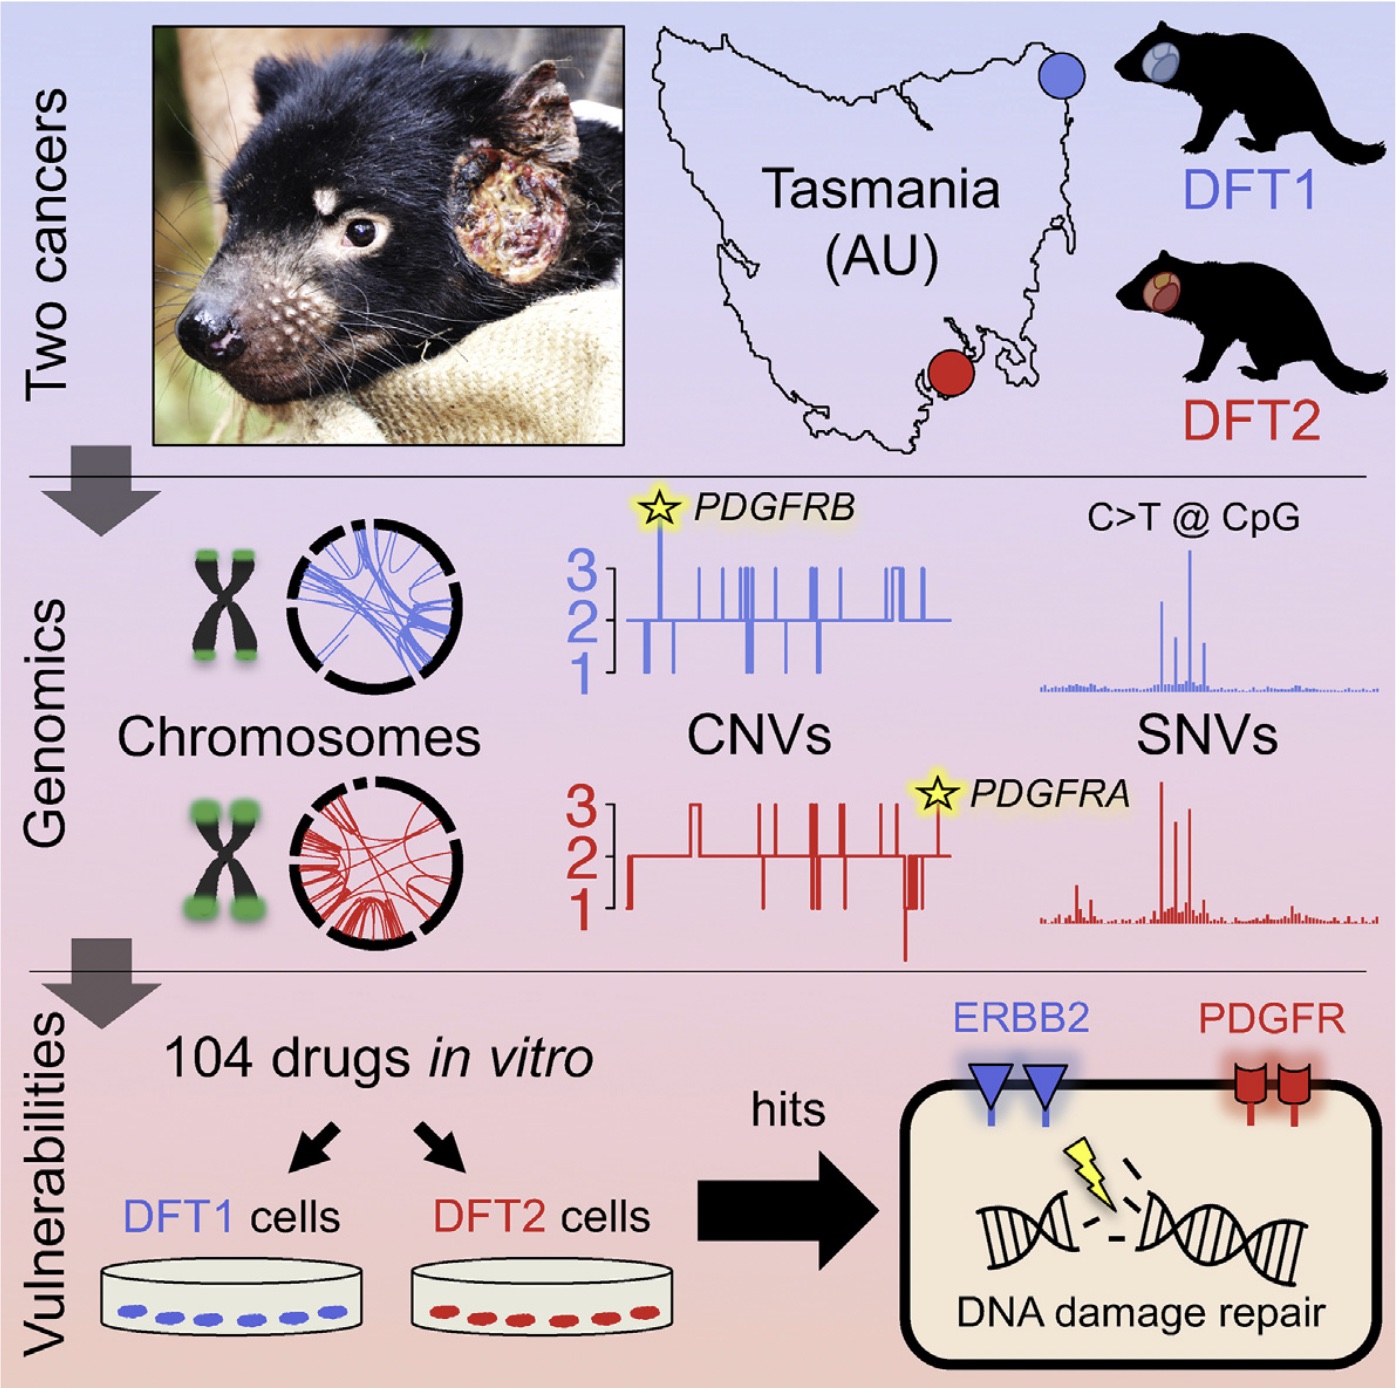 Two cancers
Tasmania
(AU)
DFT1
DFT2
Genomics
PDGFRB
C>T @ CpG
3
2
1
Chromosomes
CNVs
SNVs
PDGFRA
3
2
1
Vulnerabilities
104 drugs in vitro
DFT1 cells
DFT2 cells
hits
ERBB2
PDGFR
DNA damage repair